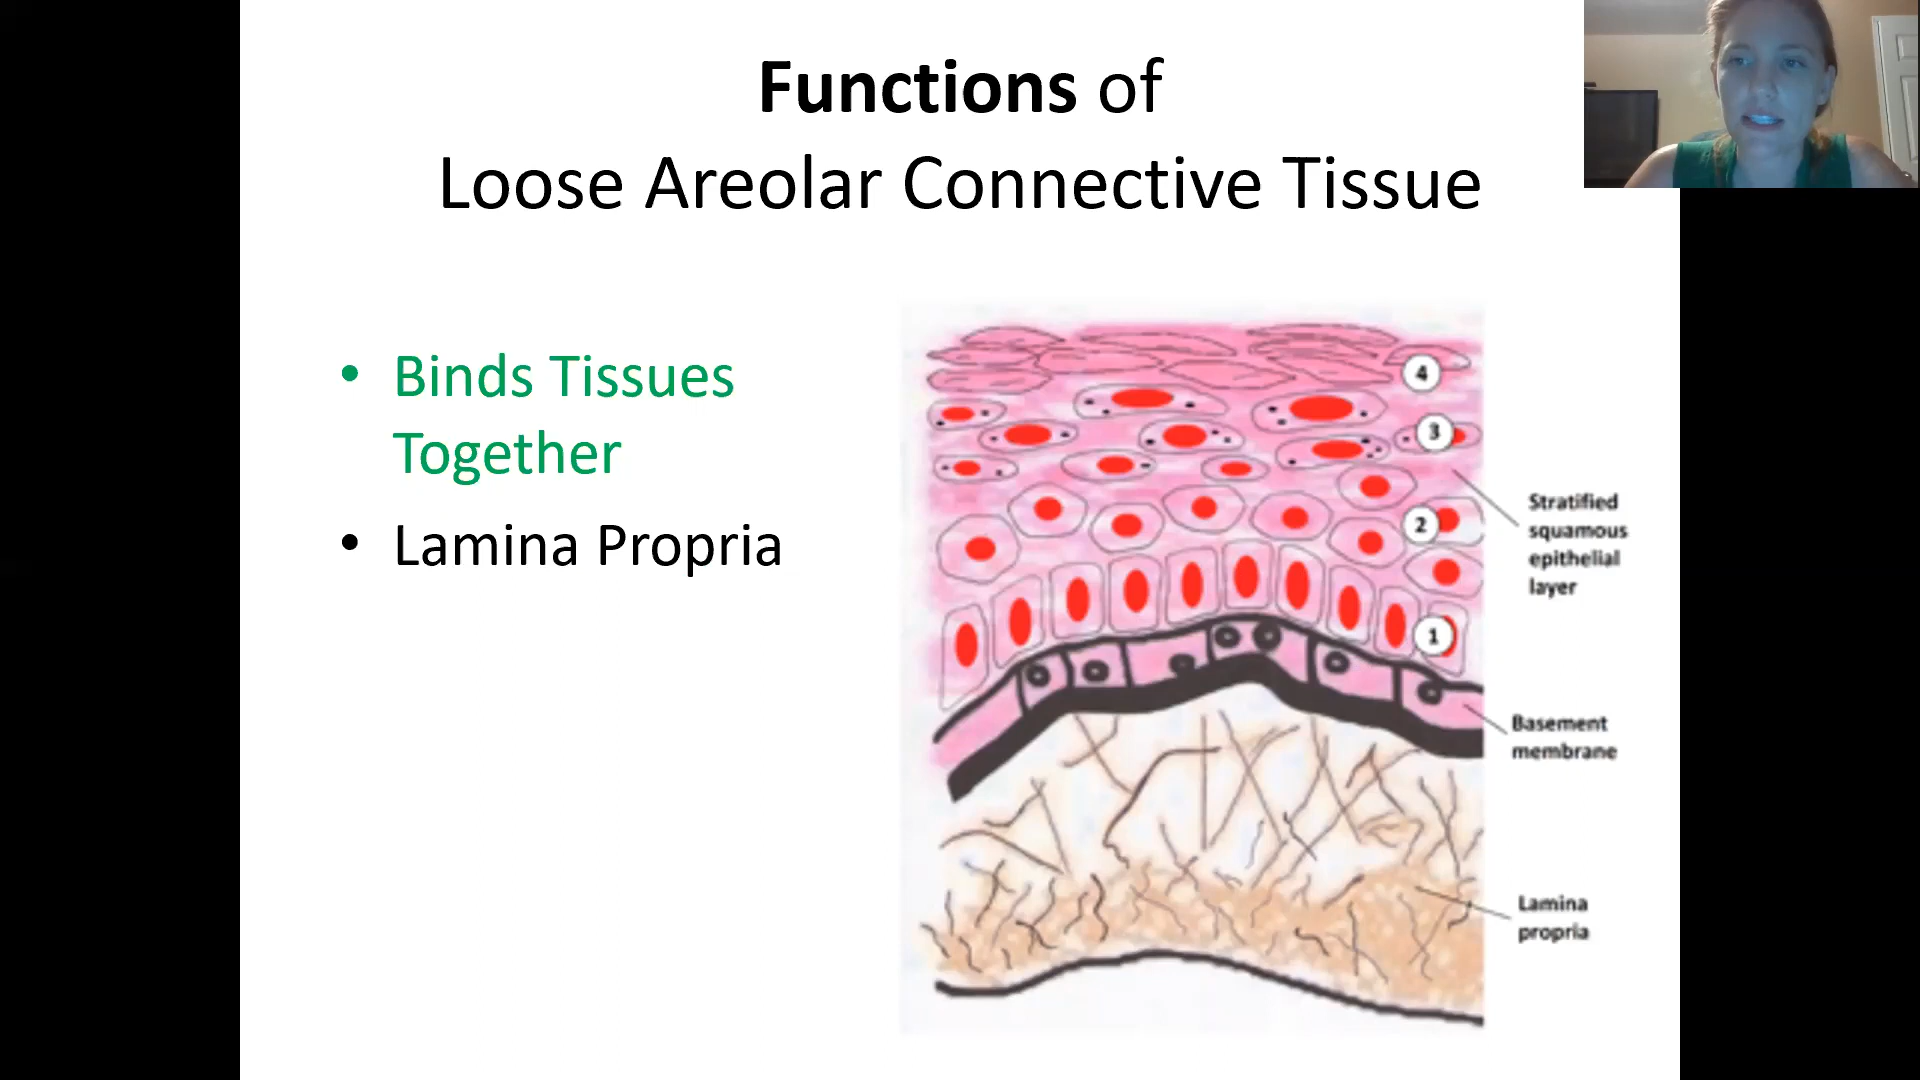 Functions of
Loose Areolar Connective Tissue
• Binds Tissues
Together
• Lamina Propria
4
3
2
1
Stratified
squamous
epithelial
layer
Basement
membrane
Lamina
propria